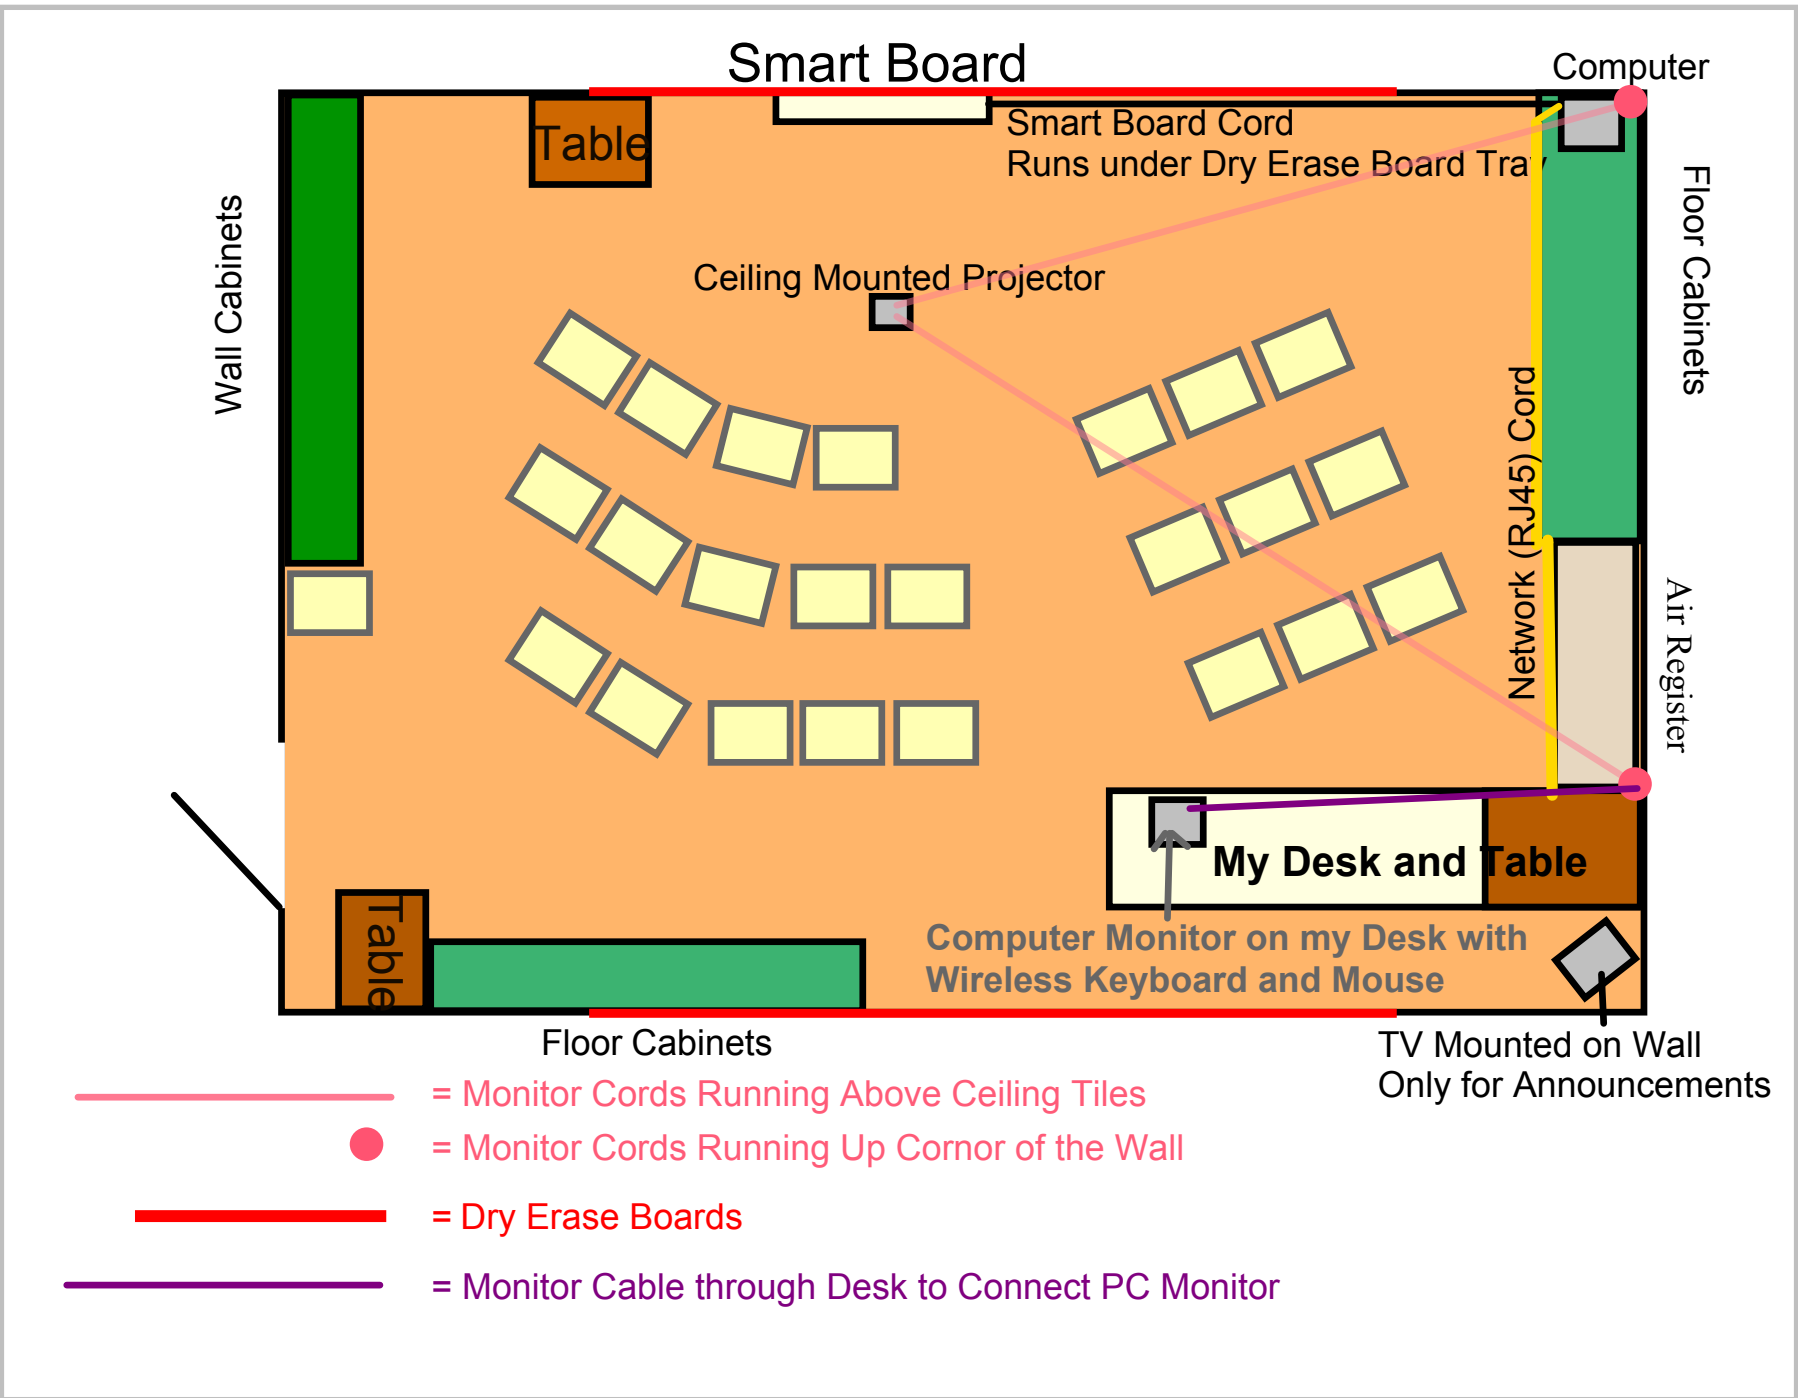 Smart Board
Computer
Table
Smart Board Cord
Runs under Dry Erase Board Tray
Wall Cabinets
Floor Cabinets
Ceiling Mounted Projector
Network (RJ45) Cord
Air Register
My Desk and Table
Table
Computer Monitor on my Desk with
Wireless Keyboard and Mouse
Floor Cabinets
TV Mounted on Wall
Only for Announcements
= Monitor Cords Running Above Ceiling Tiles
= Monitor Cords Running Up Cornor of the Wall
= Dry Erase Boards
= Monitor Cable through Desk to Connect PC Monitor